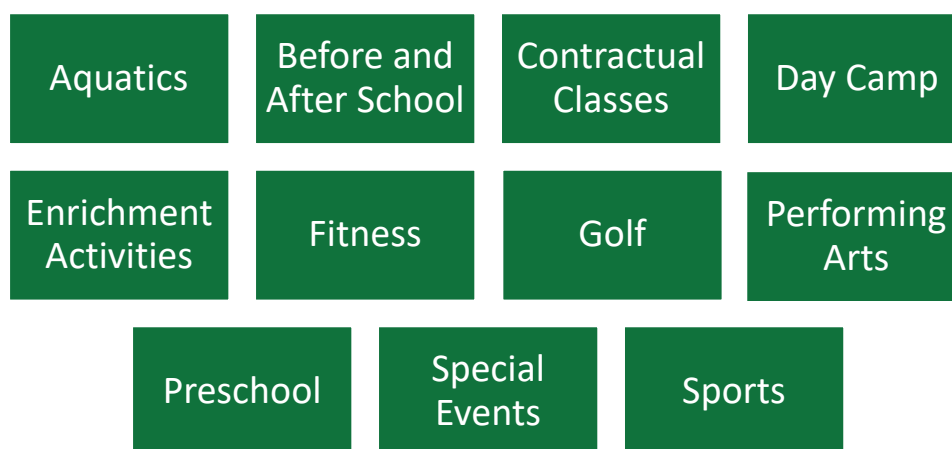 Aquatics
Before and
After School
Contractual
Classes
Day Camp
Enrichment
Activities
Fitness
Golf
Performing
Arts
Preschool
Special
Events
Sports